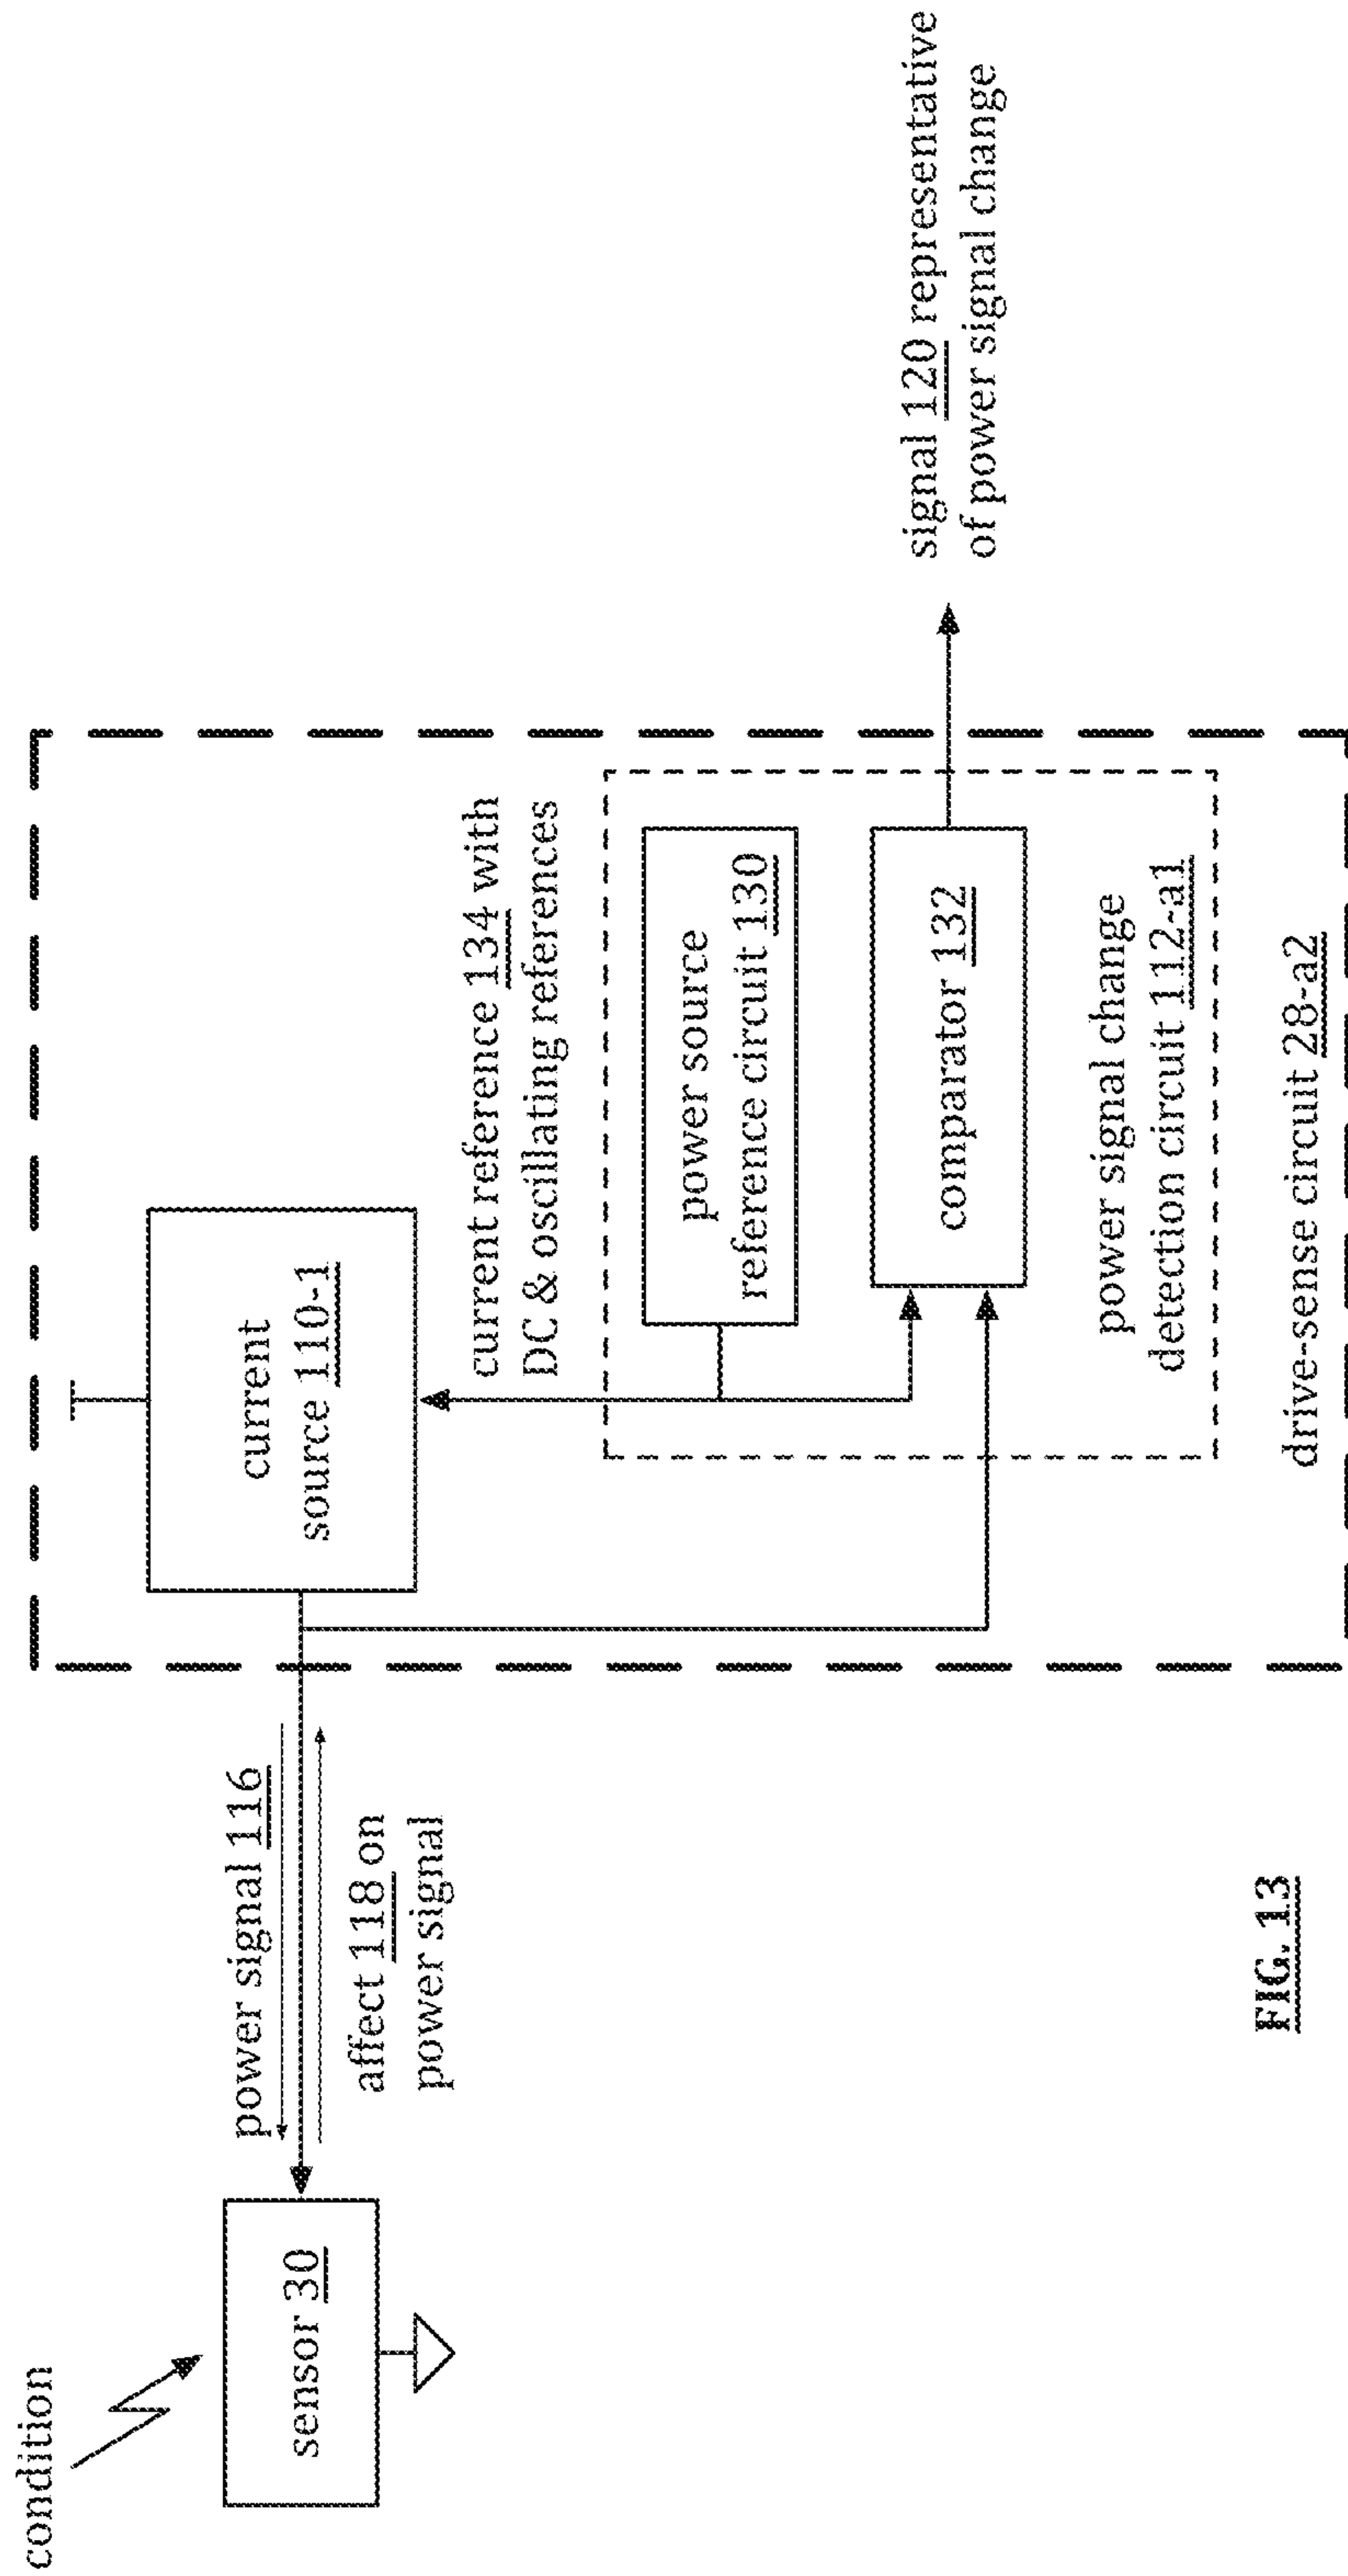 condition
sensor 30
power signal 116
affect 118 on
power signal
current
source 110-1
current reference 134 with
DC & oscillating references
power source
reference circuit 130
comparator 132
power signal change
detection circuit 112-a1
drive-sense circuit 28-a2
signal 120 representative
of power signal change
FIG. 13